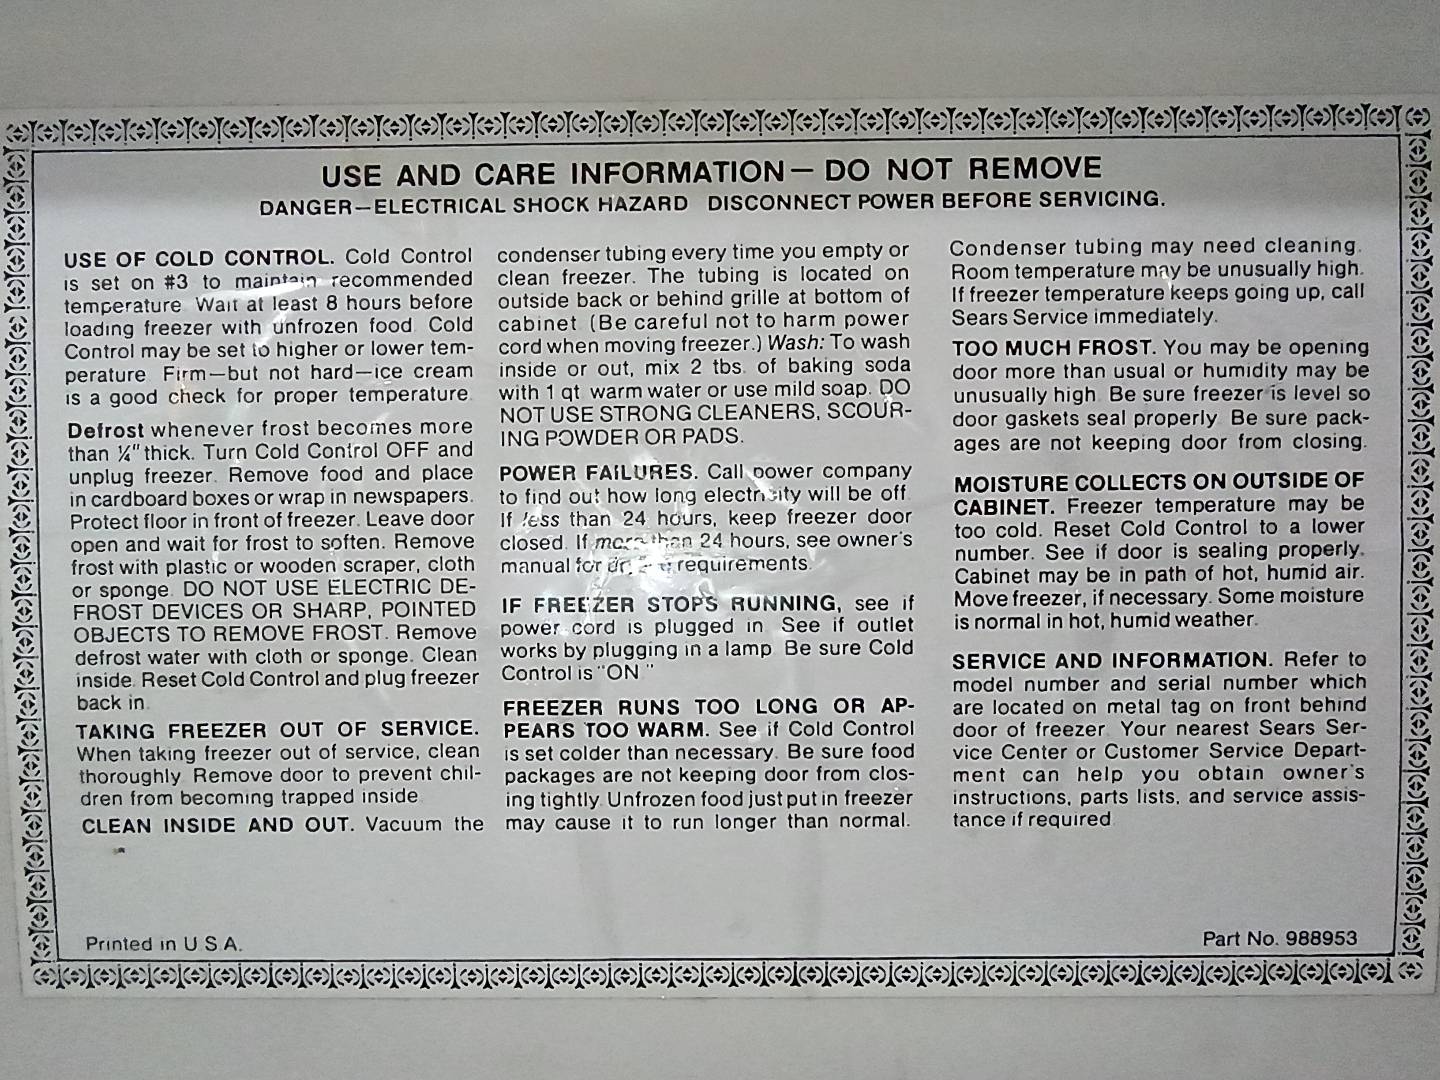 USE AND CARE INFORMATION— DO NOT REMOVE
DANGER—ELECTRICAL SHOCK HAZARD DISCONNECT POWER BEFORE SERVICING.
USE OF COLD CONTROL. Cold Control
is set on #3 to maintain recommended
temperature Wait at least 8 hours before
loading freezer with unfrozen food Cold
Control may be set to higher or lower tem-
perature Firm—but not hard—ice cream
is a good check for proper temperature
Defrost whenever frost becomes more
than ¼" thick. Turn Cold Control OFF and
unplug freezer. Remove food and place
in cardboard boxes or wrap in newspapers.
Protect floor in front of freezer. Leave door
open and wait for frost to soften. Remove
frost with plastic or wooden scraper, cloth
or sponge. DO NOT USE ELECTRIC DE-
FROST DEVICES OR SHARP, POINTED
OBJECTS TO REMOVE FROST. Remove
defrost water with cloth or sponge. Clean
inside. Reset Cold Control and plug freezer
back in.
TAKING FREEZER OUT OF SERVICE.
When taking freezer out of service, clean
thoroughly Remove door to prevent chil-
dren from becoming trapped inside
CLEAN INSIDE AND OUT. Vacuum the
condenser tubing every time you empty or
clean freezer. The tubing is located on
outside back or behind grille at bottom of
cabinet (Be careful not to harm power
cord when moving freezer.) Wash: To wash
inside or out, mix 2 tbs. of baking soda
with 1 qt warm water or use mild soap. DO
NOT USE STRONG CLEANERS, SCOUR-
ING POWDER OR PADS.
POWER FAILURES. Call power company
to find out how long electricity will be off
If less than 24 hours, keep freezer door
closed. If more than 24 hours, see owner's
manual for requirements.
IF FREEZER STOPS RUNNING, see if
power cord is plugged in See if outlet
works by plugging in a lamp Be sure Cold
Control is "ON "
FREEZER RUNS TOO LONG OR AP-
PEARS TOO WARM. See if Cold Control
is set colder than necessary. Be sure food
packages are not keeping door from clos-
ing tightly. Unfrozen food just put in freezer
may cause it to run longer than normal.
Condenser tubing may need cleaning.
Room temperature may be unusually high.
If freezer temperature keeps going up, call
Sears Service immediately.
TOO MUCH FROST. You may be opening
door more than usual or humidity may be
unusually high Be sure freezer is level so
door gaskets seal properly Be sure pack-
ages are not keeping door from closing.
MOISTURE COLLECTS ON OUTSIDE OF
CABINET. Freezer temperature may be
too cold. Reset Cold Control to a lower
number. See if door is sealing properly.
Cabinet may be in path of hot, humid air.
Move freezer, if necessary. Some moisture
is normal in hot, humid weather.
SERVICE AND INFORMATION. Refer to
model number and serial number which
are located on metal tag on front behind
door of freezer Your nearest Sears Ser-
vice Center or Customer Service Depart-
ment can help you obtain owner's
instructions, parts lists, and service assis-
tance if required
Printed in U S.A.
Part No. 988953